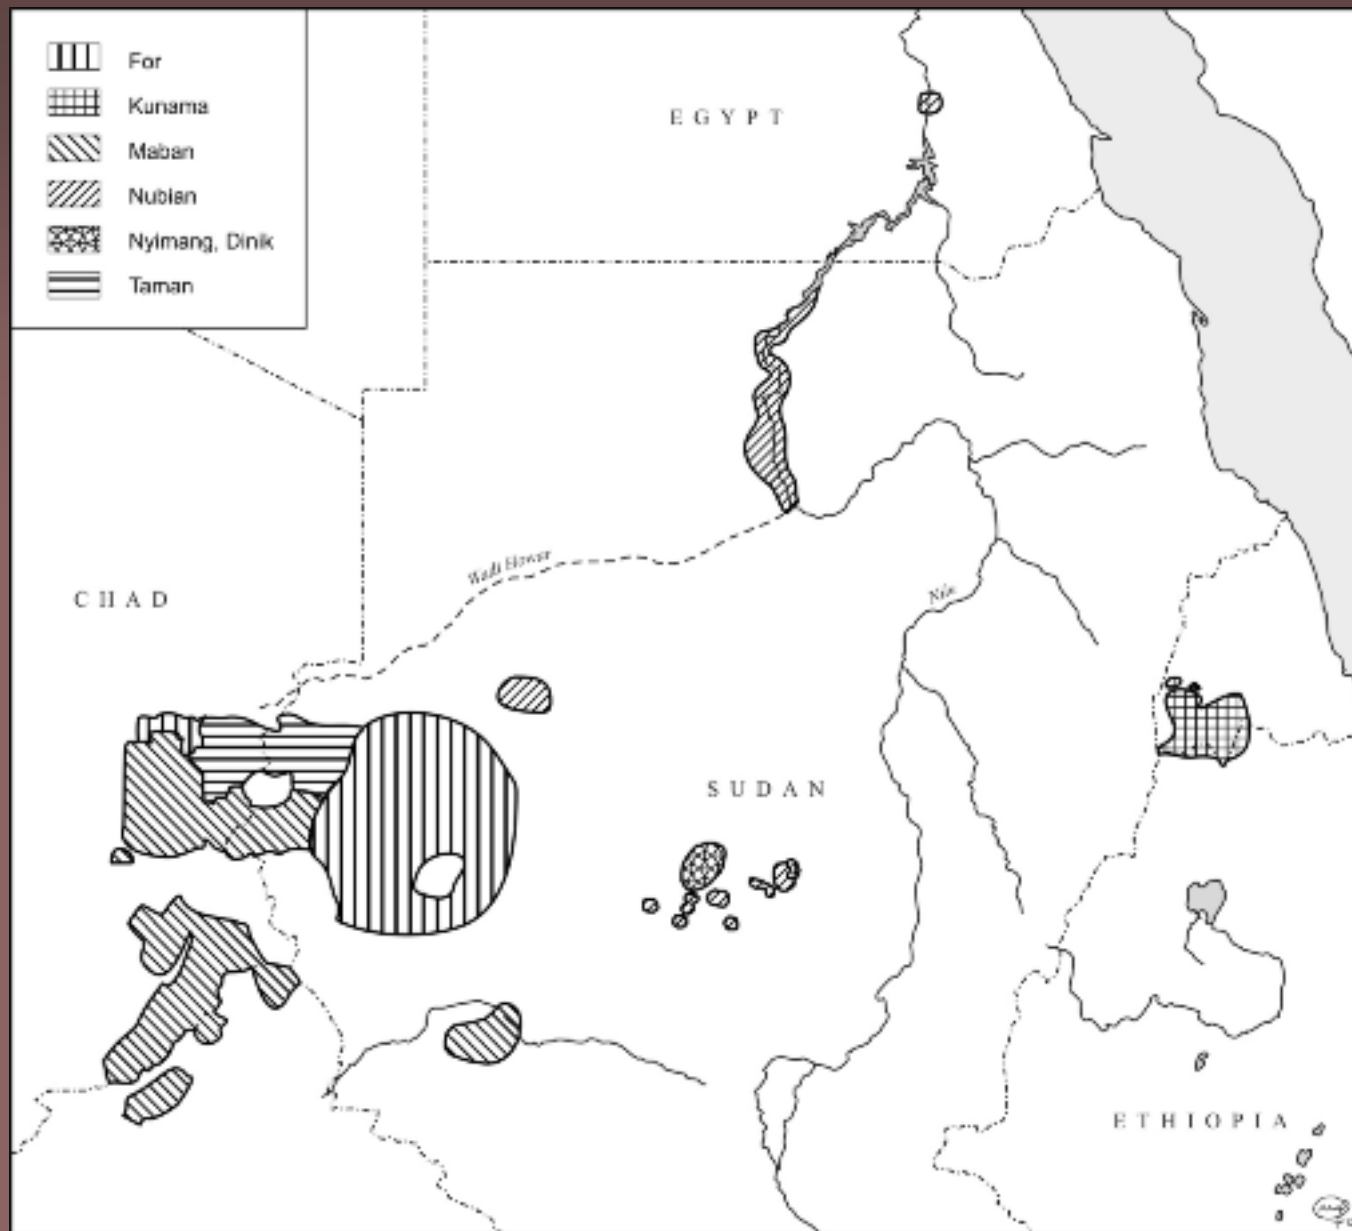 For
Kunama
Maban
Nubian
Nyimang, Dinik
Taman
EGYPT
Wadi Howar
Nile
CHAD
SUDAN
ETHIOPIA